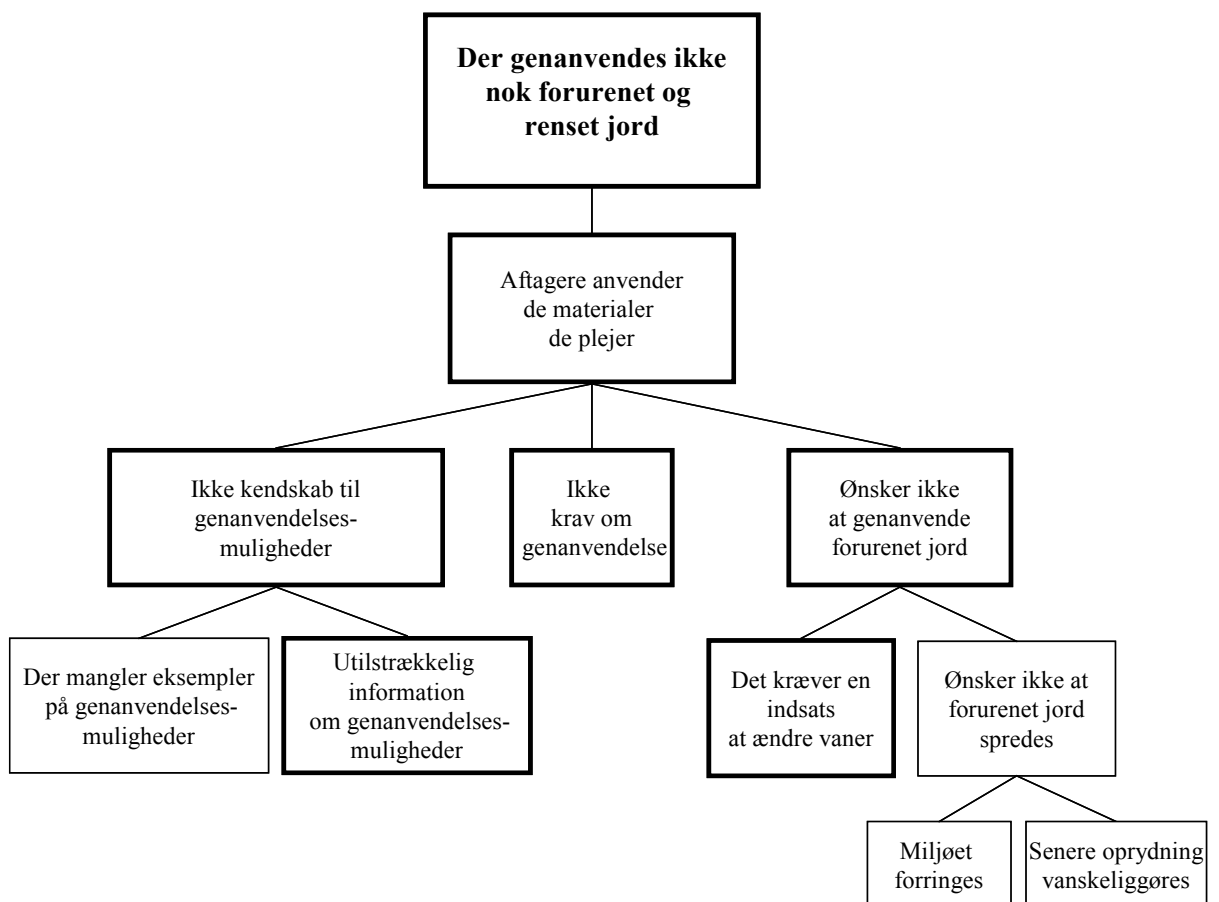 Der genanvendes ikke
nok forurenet og
renset jord
Aftagere anvender
de materialer
de plejer
Ikke kendskab til
genanvendelses-
muligheder
Ikke
krav om
genanvendelse
Ønsker ikke
at genanvende
forurenet jord
Der mangler eksempler
på genanvendelses-
muligheder
Utilstrækkelig
information
om genanvendelses-
muligheder
Det kræver en
indsats
at ændre vaner
Ønsker ikke at
forurenet jord
spredes
Miljøet
forringes
Senere oprydning
vanskeliggøres